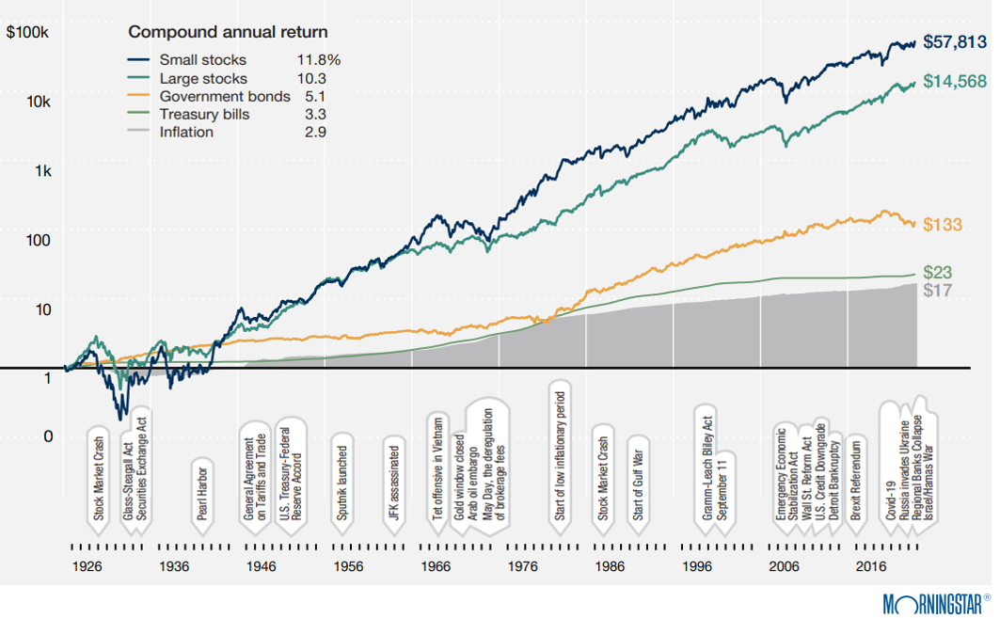 Compound annual return
Small stocks 11.8%
Large stocks 10.3
Government bonds 5.1
Treasury bills 3.3
Inflation 2.9
$100k
10k
1k
100
10
1
0
$57,813
$14,568
$133
$23
$17
Stock Market Cash
Glass-Steagall Act
Securities Exchange Act
Pearl Harbor
General Agreement
on Tariffs and Trade
U.S. Treasury-Federal
Reserve Acord
Sputnik launched
JFK assassinated
Tet offensive in Vietnam
Gold window closed
Arab oil embargo
May Day, the deregulation
of brokerage fees
Start of low inflationary period
Stock Market Cash
Start of Gulf War
Gramm-Leach Blliley Act
September 11
Emergency Economic
Stabilization Act
Wall St. Reform Act
U.S. Credit Downgrade
Detroit Bankruptcy
Brexit Referendum
Covid-19
Russia invades Ukraine
Regional Banks Collapse
Israel/Hamas War
1926 1936 1946 1956 1966 1976 1986 1996 2006 2016
MORNINGSTAR®